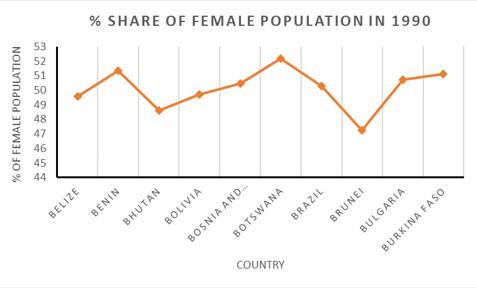 % SHARE OF FEMALE POPULATION IN 1990
% OF FEMALE POPULATION
53
52
51
50
49
48
47
46
45
44
BELIZE
BENIN
BHUTAN
BOLIVIA
BOSNIA AND...
BOTSWANA
BRAZIL
BRUNEI
BULGARIA
BURKINA FASO
COUNTRY